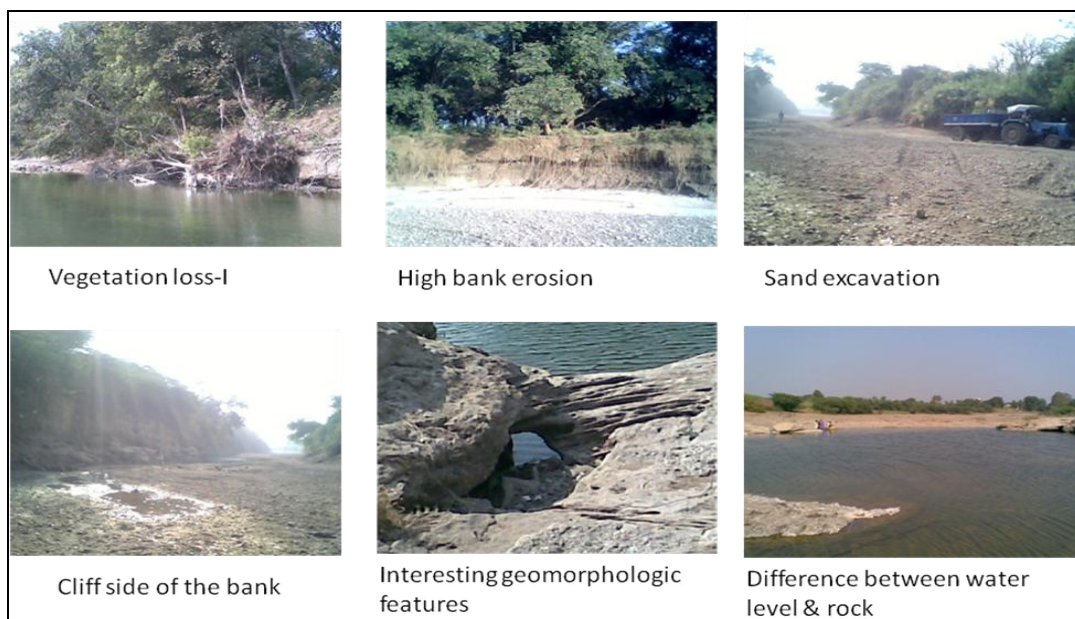 Vegetation loss-I
High bank erosion
Sand excavation
Cliff side of the bank
Interesting geomorphologic
features
Difference between water
level & rock